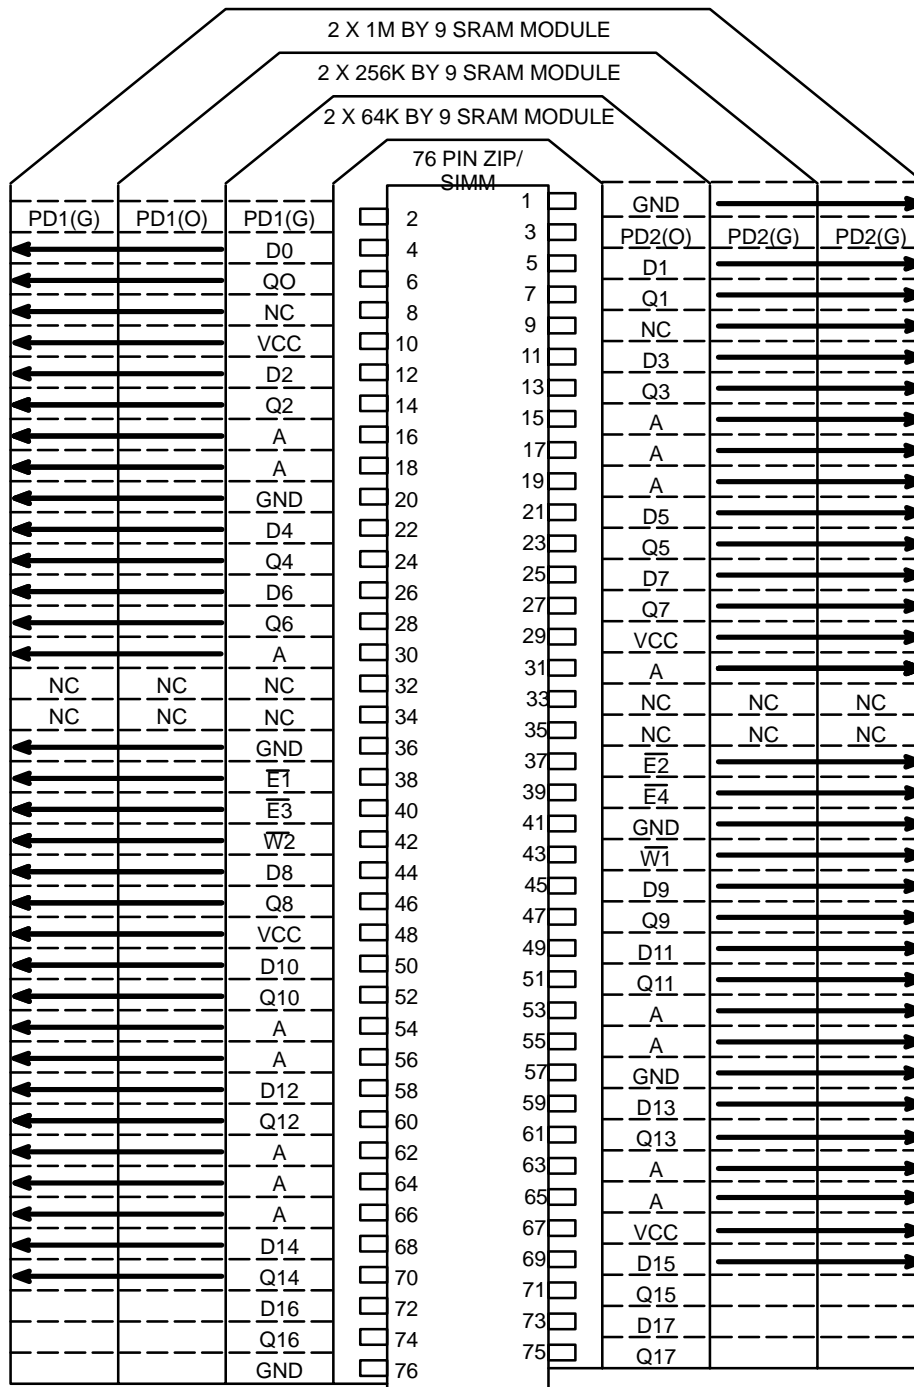 2 X 1M BY 9 SRAM MODULE
2 X 256K BY 9 SRAM MODULE
2 X 64K BY 9 SRAM MODULE
76 PIN ZIP/
SIMM
1 GND
PD1(G) PD1(O) PD1(G) 2
3 PD2(O) PD2(G) PD2(G)
D0 4
5 D1
QO 6
7 Q1
NC 8
9 NC
VCC 10
11 D3
D2 12
13 Q3
Q2 14
15 A
A 16
17 A
A 18
19 A
GND 20
21 D5
D4 22
23 Q5
Q4 24
25 D7
D6 26
27 Q7
Q6 28
29 VCC
A 30
31 A
NC NC NC 32
33 NC NC NC
NC NC NC 34
35 NC NC NC
GND 36
37 E̅2̅
E̅1̅ 38
39 E̅4̅
E̅3̅ 40
41 GND
W̅2̅ 42
43 W̅1̅
D8 44
45 D9
Q8 46
47 Q9
VCC 48
49 D11
D10 50
51 Q11
Q10 52
53 A
A 54
55 A
A 56
57 GND
D12 58
59 D13
Q12 60
61 Q13
A 62
63 A
A 64
65 A
A 66
67 VCC
D14 68
69 D15
Q14 70
71 Q15
D16 72
73 D17
Q16 74
75 Q17
GND 76